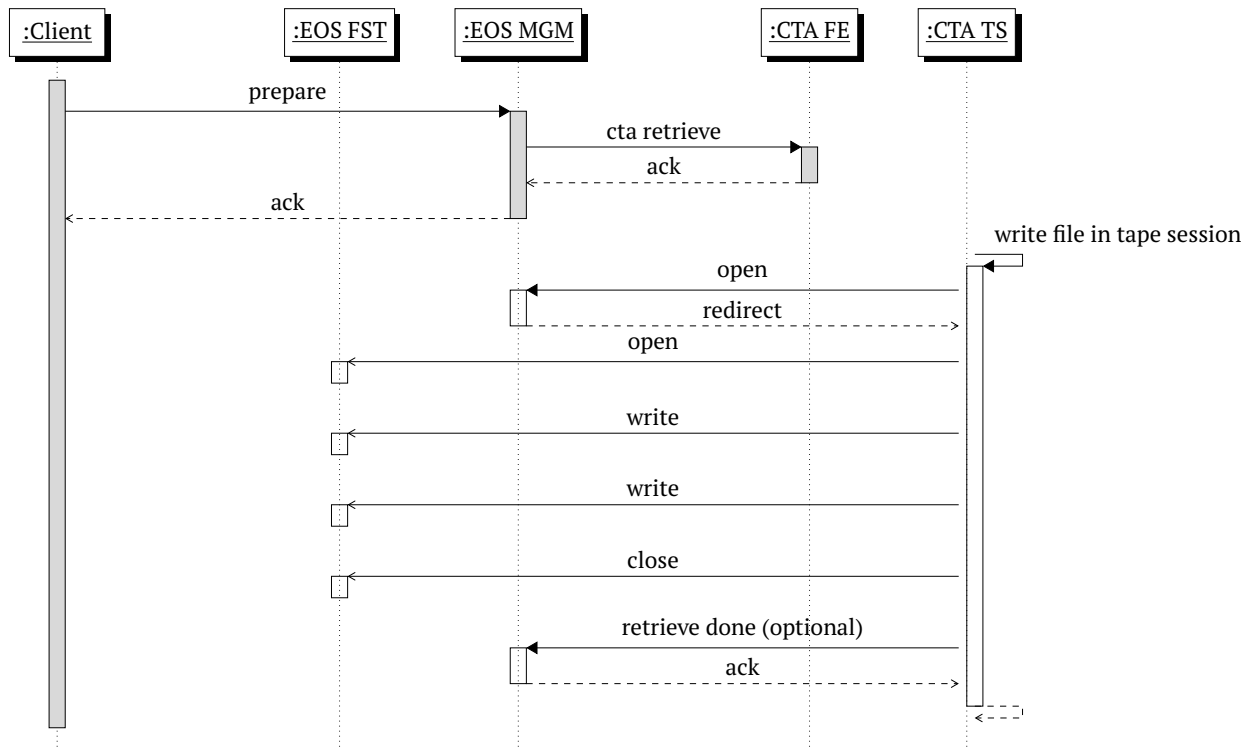 :Client
:EOS FST
:EOS MGM
:CTA FE
:CTA TS
prepare
cta retrieve
ack
ack
write file in tape session
open
redirect
open
write
write
close
retrieve done (optional)
ack